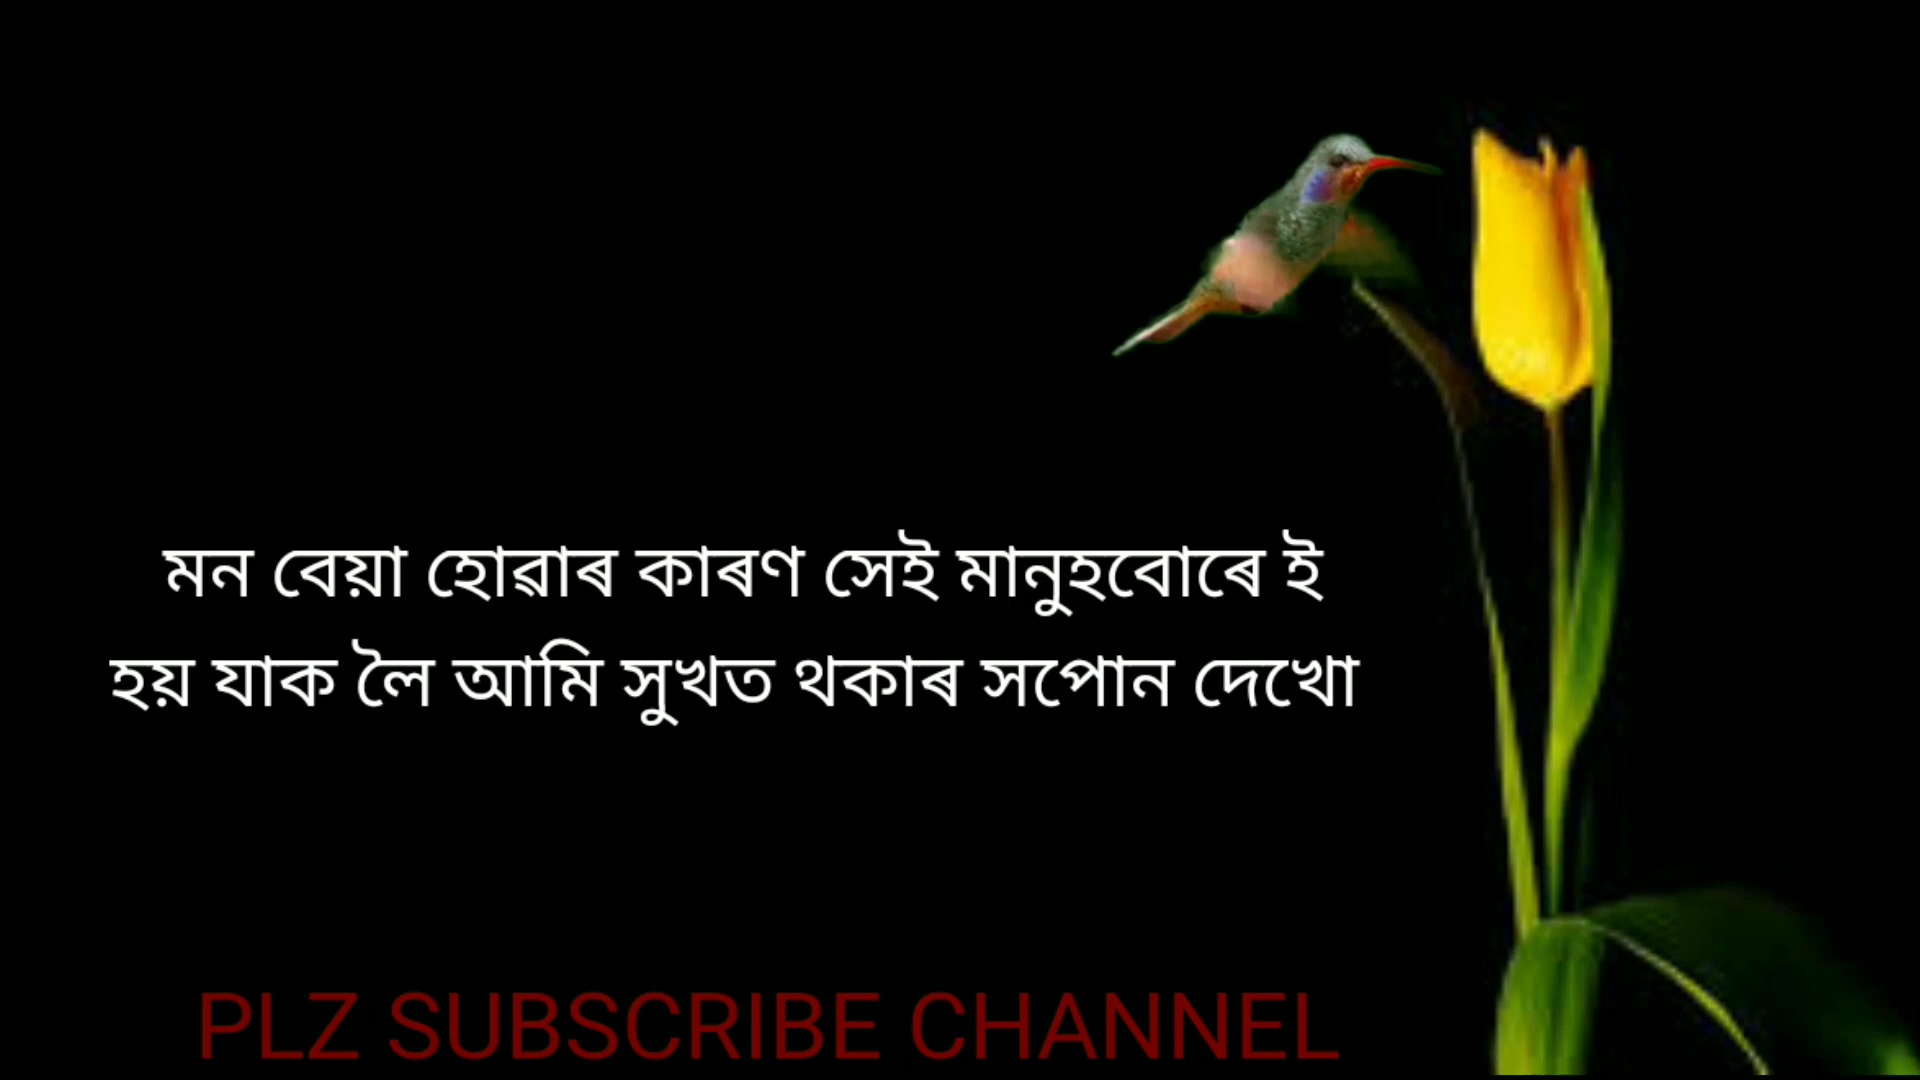 মন বেয়া হোৱাৰ কাৰণ সেই মানুহবোৰে ই
হয় যাক লৈ আমি সুখত থকাৰ সপোন দেখো
PLZ SUBSCRIBE CHANNEL